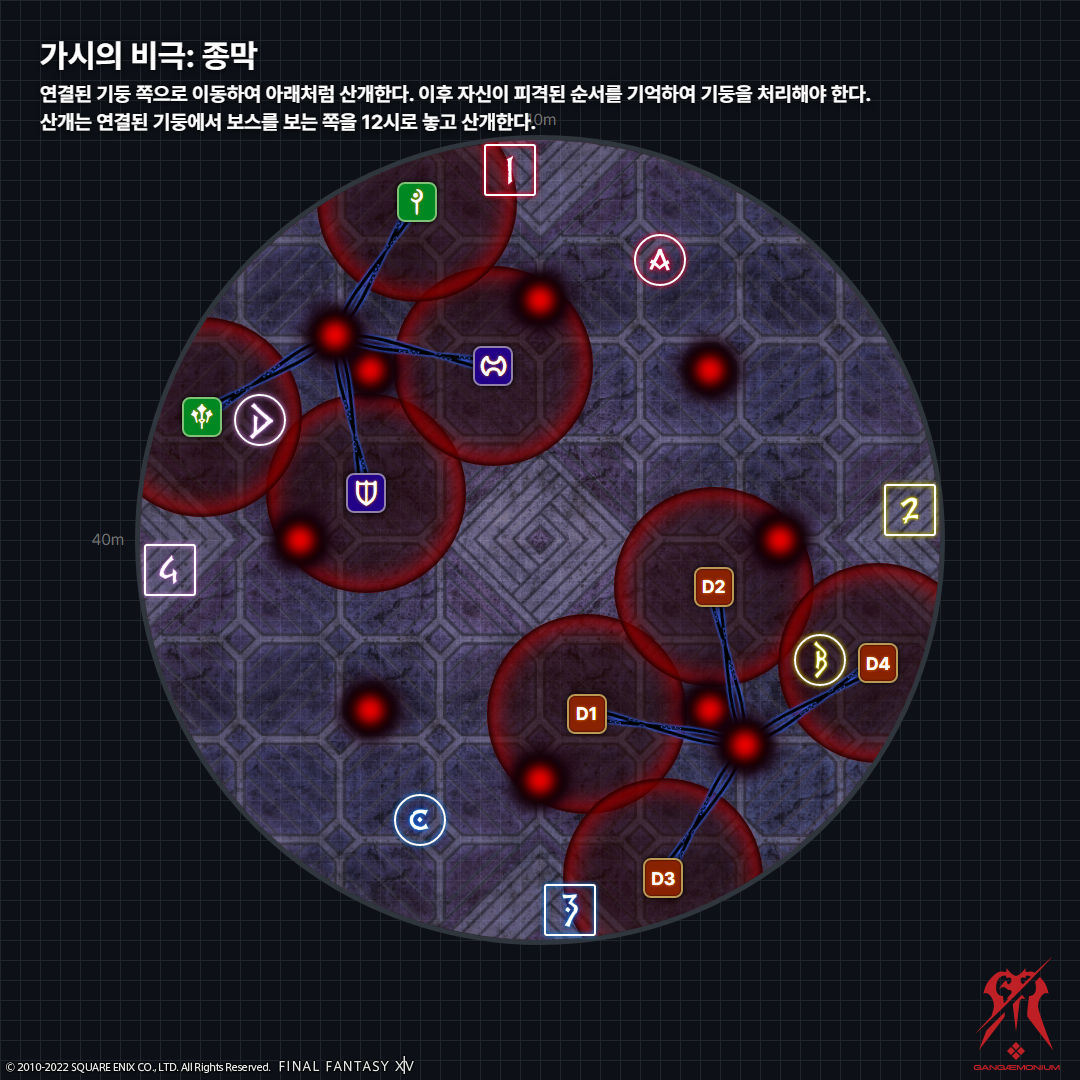 가시의 비극: 종막
연결된 기둥 쪽으로 이동하여 아래처럼 산개한다. 이후 자신이 피격된 순서를 기억하여 기둥을 처리해야 한다.
산개는 연결된 기둥에서 보스를 보는 쪽을 12시로 놓고 산개한다.
1
A
2
40m
4
D2
B
D4
D1
C
D3
3
© 2010-2022 SQUARE ENIX CO., LTD. All Rights Reserved. FINAL FANTASY XIV
GANGÆMONIUM